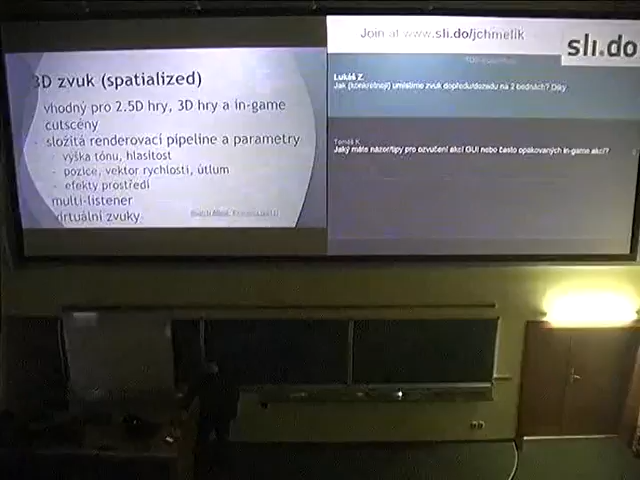 3D zvuk (spatialized)
vhodný pro 2.5D hry, 3D hry a in-game
cutscény
- složitá renderovací pipeline a parametry
- výška tónu, hlasitost
- pozice, vektor rychlosti, útlum
- efekty prostředí
multi-listener
virtuální zvuky
Join at www.sli.do/jchmelik
sli.do
Lukáš Z.
Jak (konkrétněji) umístíme zvuk dopředu/dozadu na 2 bednách? Díky
Tomáš K.
Jaký máte názor/tipy pro ozvučení akcí GUI nebo často opakovaných in-game akcí?